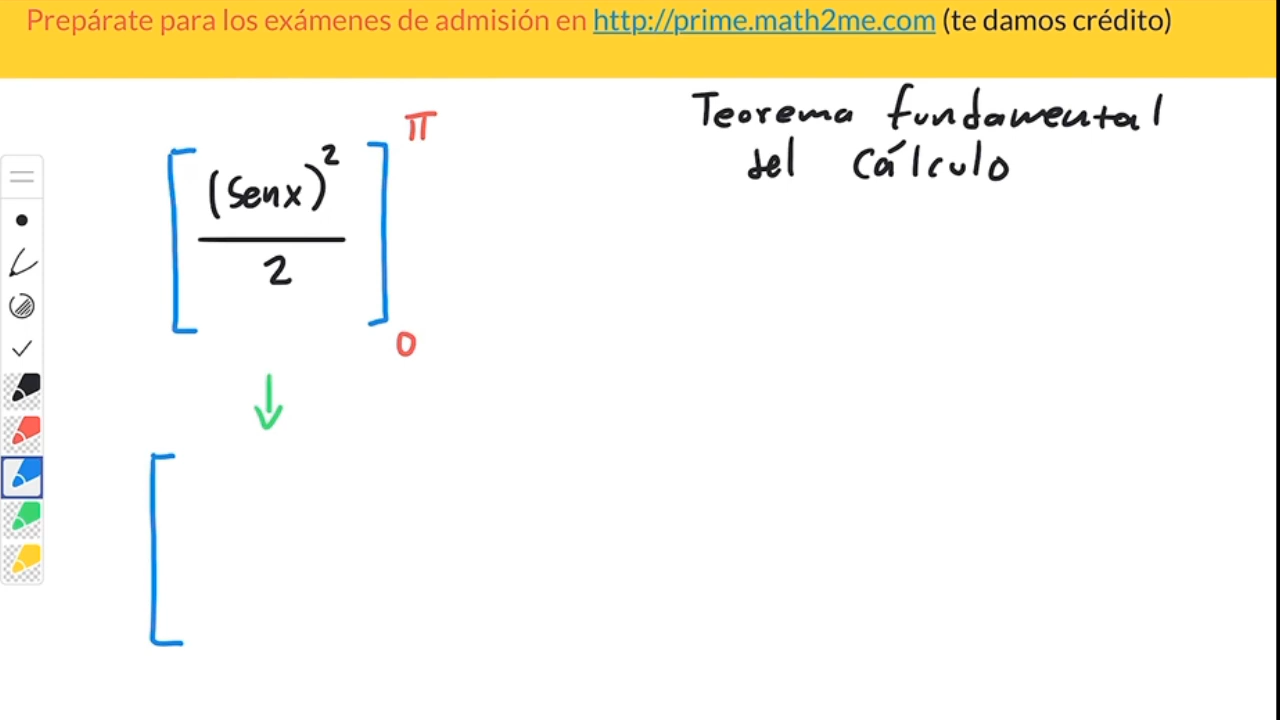 Prepárate para los exámenes de admisión en http://prime.math2me.com (te damos crédito)
Teorema fundamental
del cálculo
π
(Senx)²
2
0